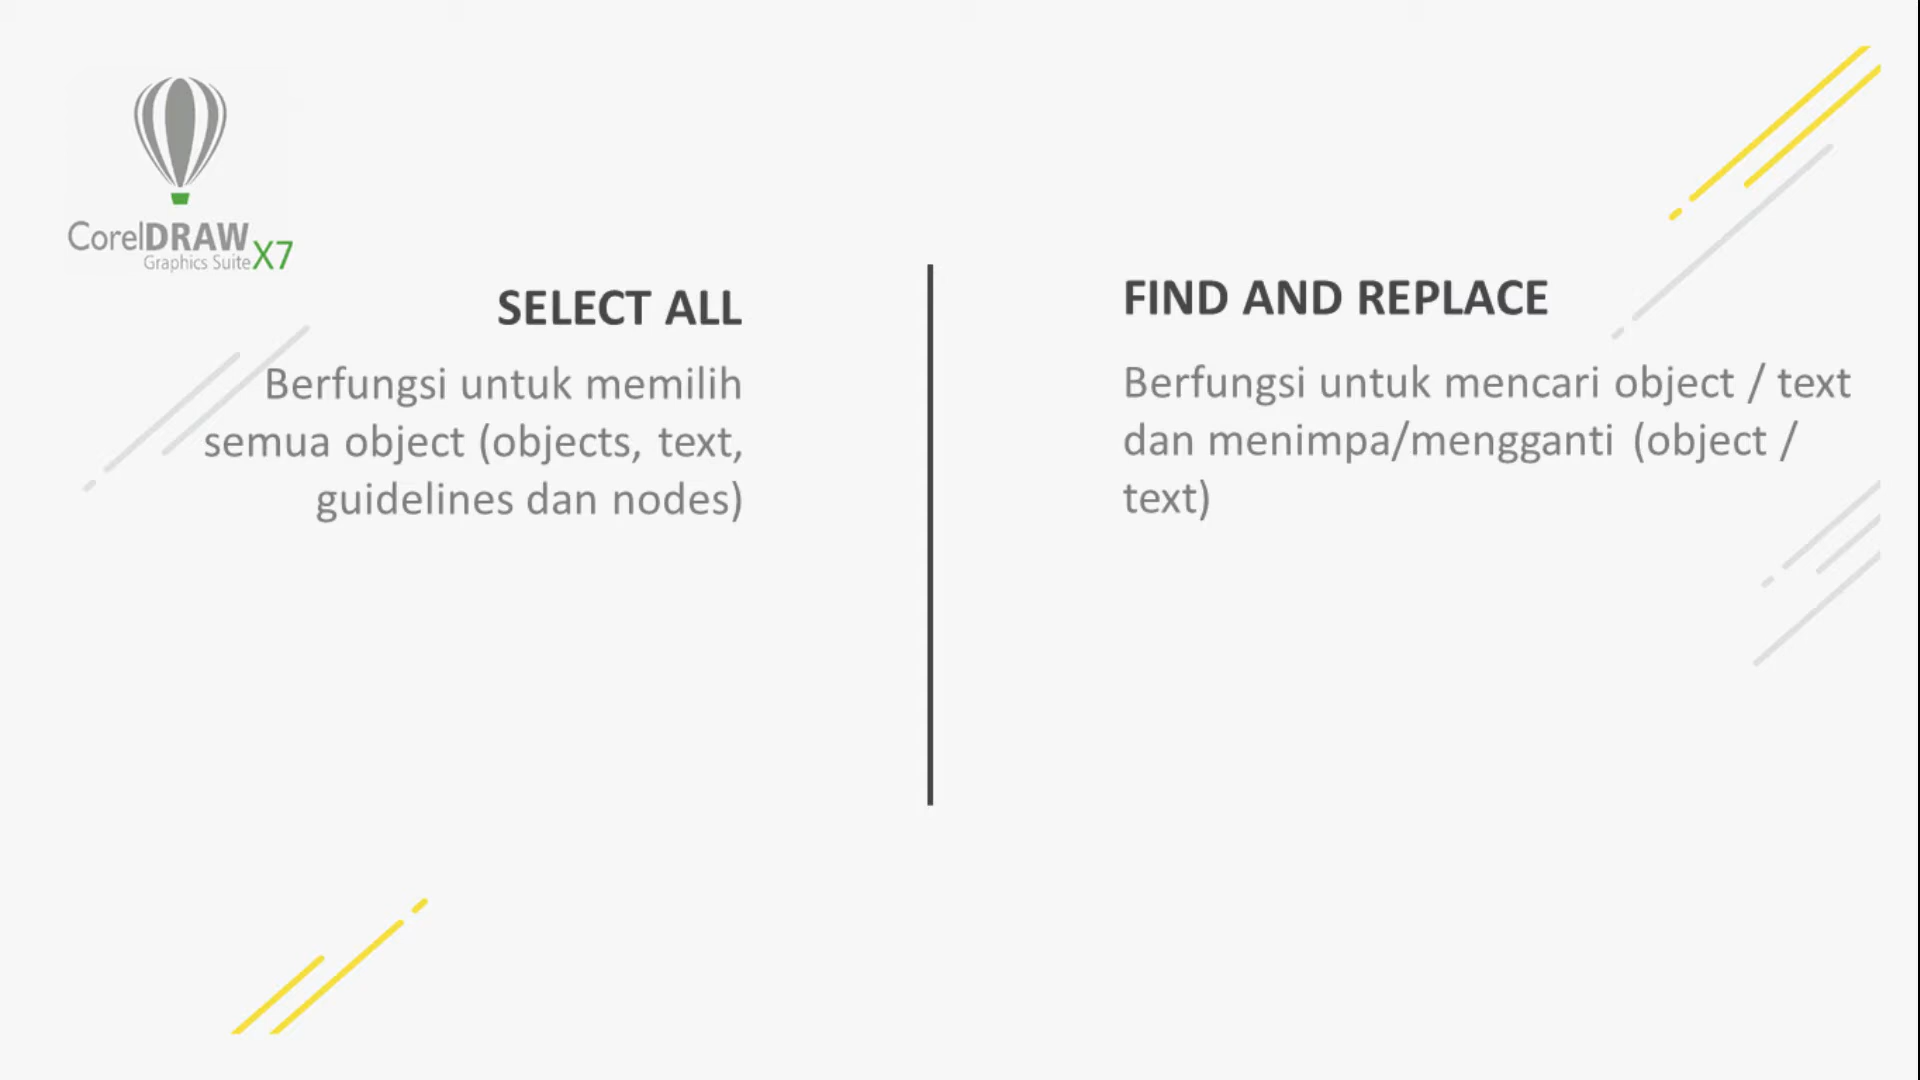 CorelDRAW
Graphics Suite X7
SELECT ALL
Berfungsi untuk memilih
semua object (objects, text,
guidelines dan nodes)
FIND AND REPLACE
Berfungsi untuk mencari object / text
dan menimpa/mengganti (object /
text)